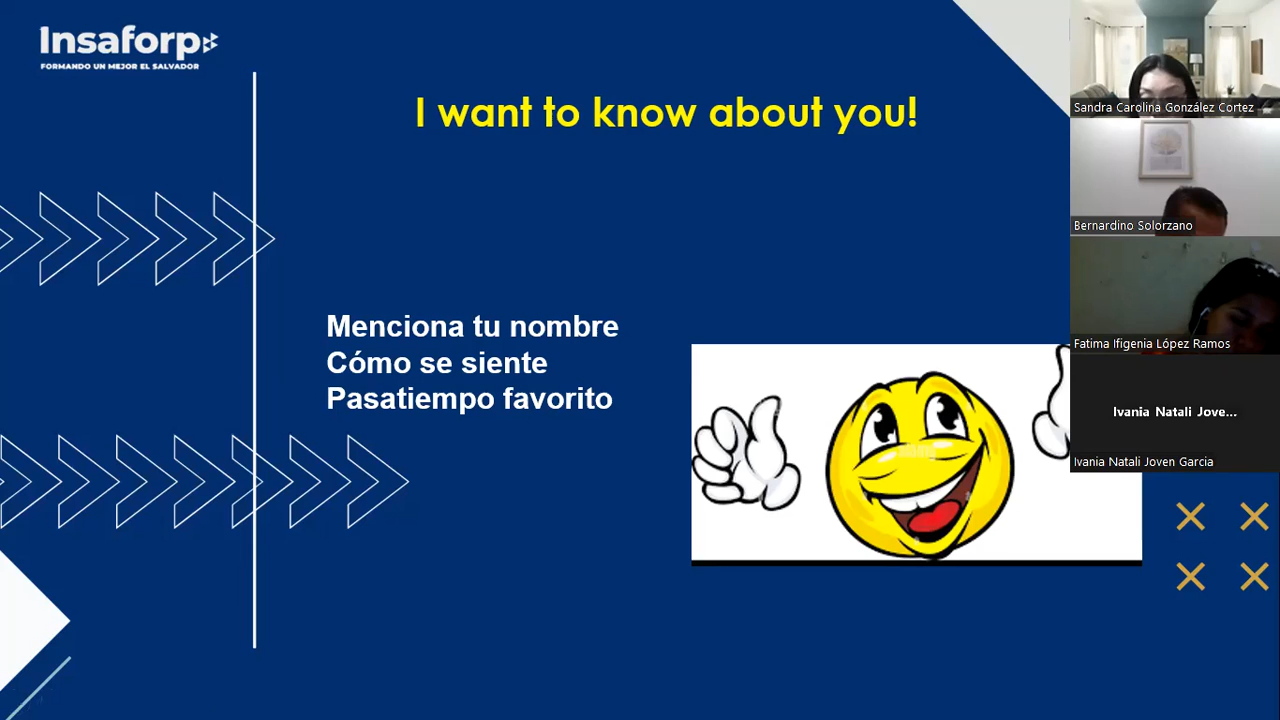 Insaforp
FORMANDO UN MEJOR EL SALVADOR
I want to know about you!
Menciona tu nombre
Cómo se siente
Pasatiempo favorito
Sandra Carolina González Cortez
Bernardino Solorzano
Fatima Ifigenia López Ramos
Ivania Natali Jove...
Ivania Natali Joven Garcia